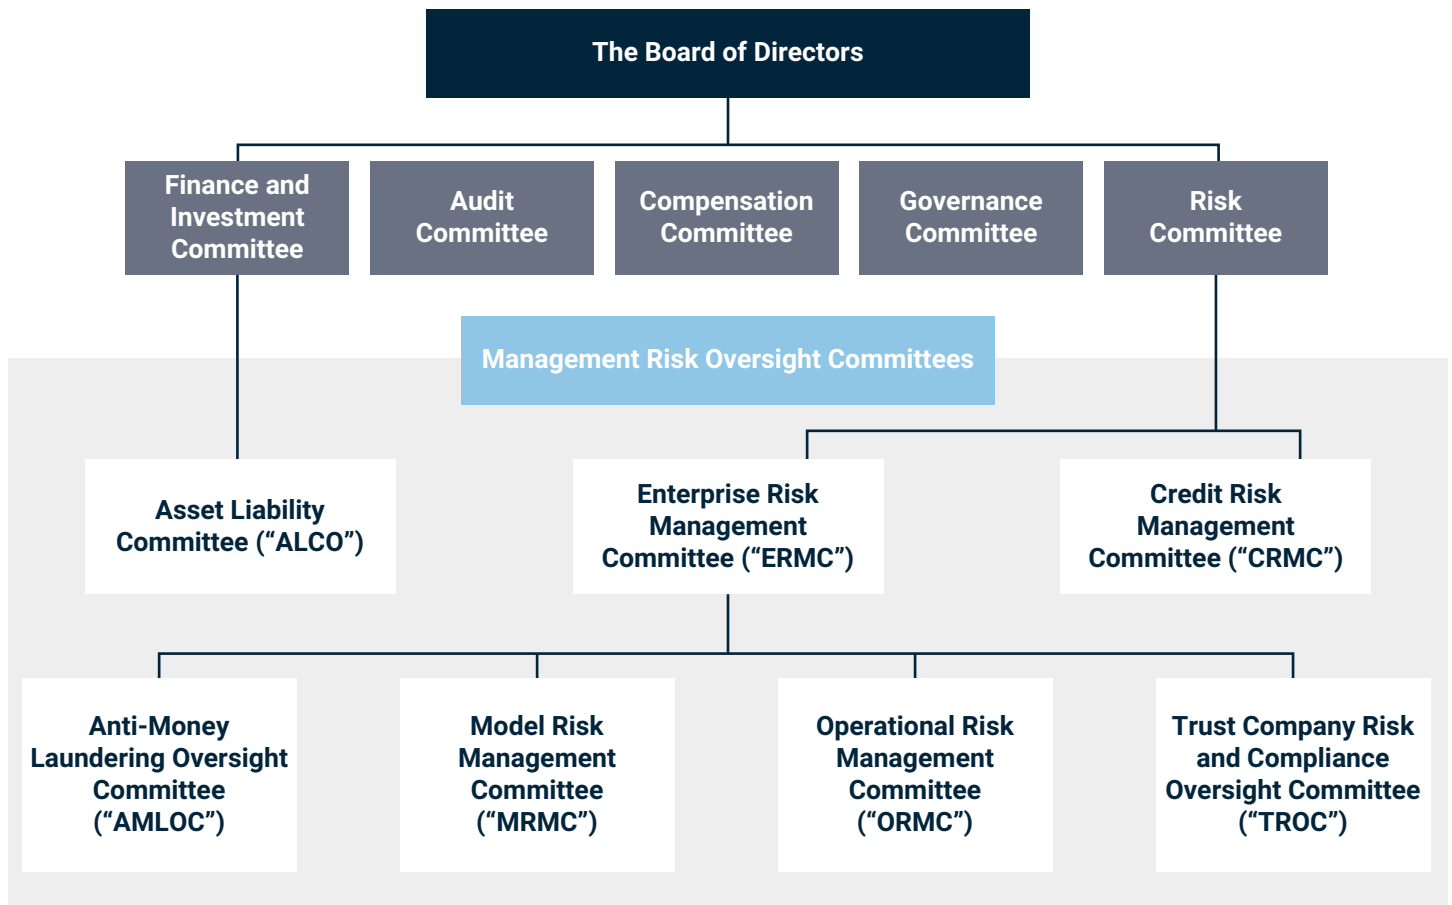 The Board of Directors
Finance and
Investment
Committee
Audit
Committee
Compensation
Committee
Governance
Committee
Risk
Committee
Management Risk Oversight Committees
Asset Liability
Committee (“ALCO”)
Enterprise Risk
Management
Committee (“ERMC”)
Credit Risk
Management
Committee (“CRMC”)
Anti-Money
Laundering Oversight
Committee
(“AMLOC”)
Model Risk
Management
Committee
(“MRMC”)
Operational Risk
Management
Committee
(“ORMC”)
Trust Company Risk
and Compliance
Oversight Committee
(“TROC”)